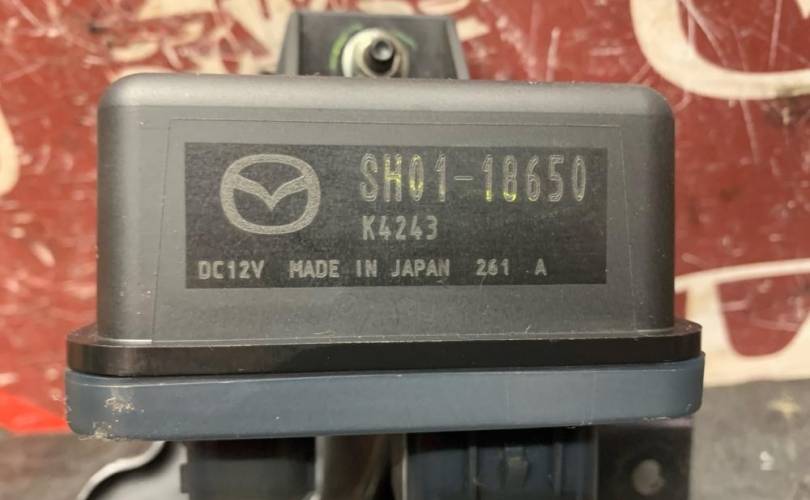 SH01-18650
K4243
DC12V MADE IN JAPAN 261 A